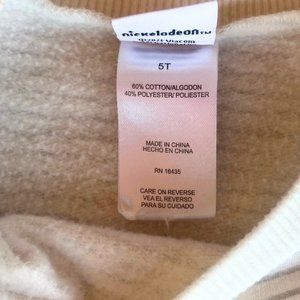 nickelodeon™
5T
60% COTTON/ALGODON
40% POLYESTER/ POLIESTER
MADE IN CHINA
HECHO EN CHINA
RN 16435
CARE ON REVERSE
VEA EL REVERSO
PARA SU CUIDADO